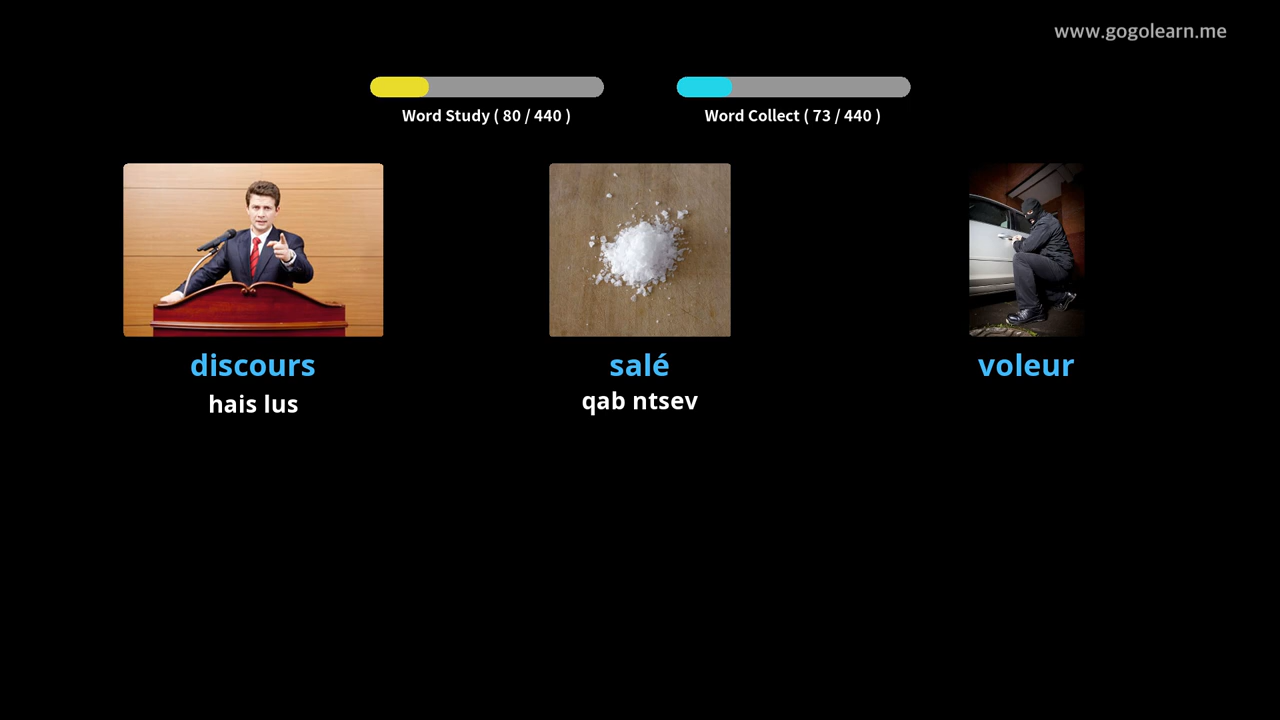 www.gogolearn.me
Word Study ( 80 / 440 )
Word Collect ( 73 / 440 )
discours
salé
voleur
hais lus
qab ntsev